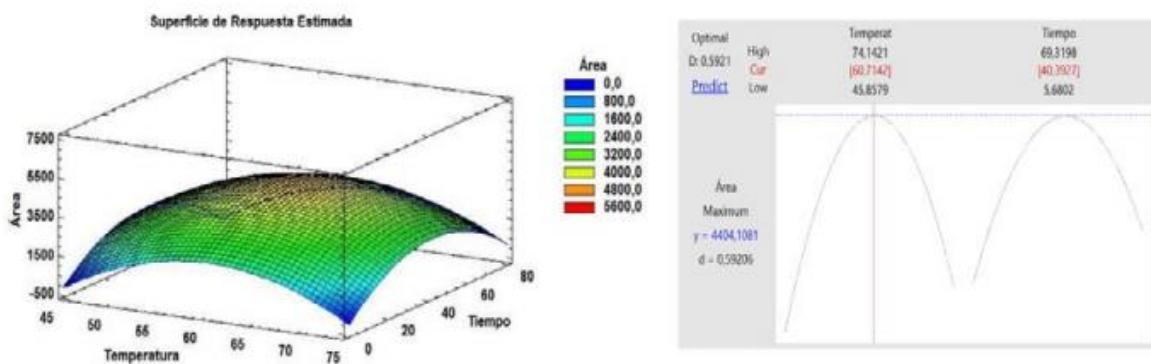 Superficie de Respuesta Estimada
Área
7500
5500
3500
1500
-500
45
50
55
60
65
70
75
Temperatura
0
20
40
60
80
Tiempo
Área
0,0
800,0
1600,0
2400,0
3200,0
4000,0
4800,0
5600,0
Optimal
D: 0,5921
Predict
High
Cur
Low
Temperat
74,1421
[60,7142]
45,8579
Tiempo
69,3198
[40,3927]
5,6802
Área
Maximum
y = 4404,1081
d = 0,59206